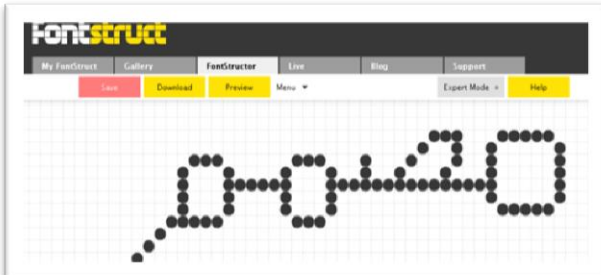 Fontstruct
My FontStruct Gallery FontStructor Live Blog Support
Save Download Preview Menu Expert Mode Help